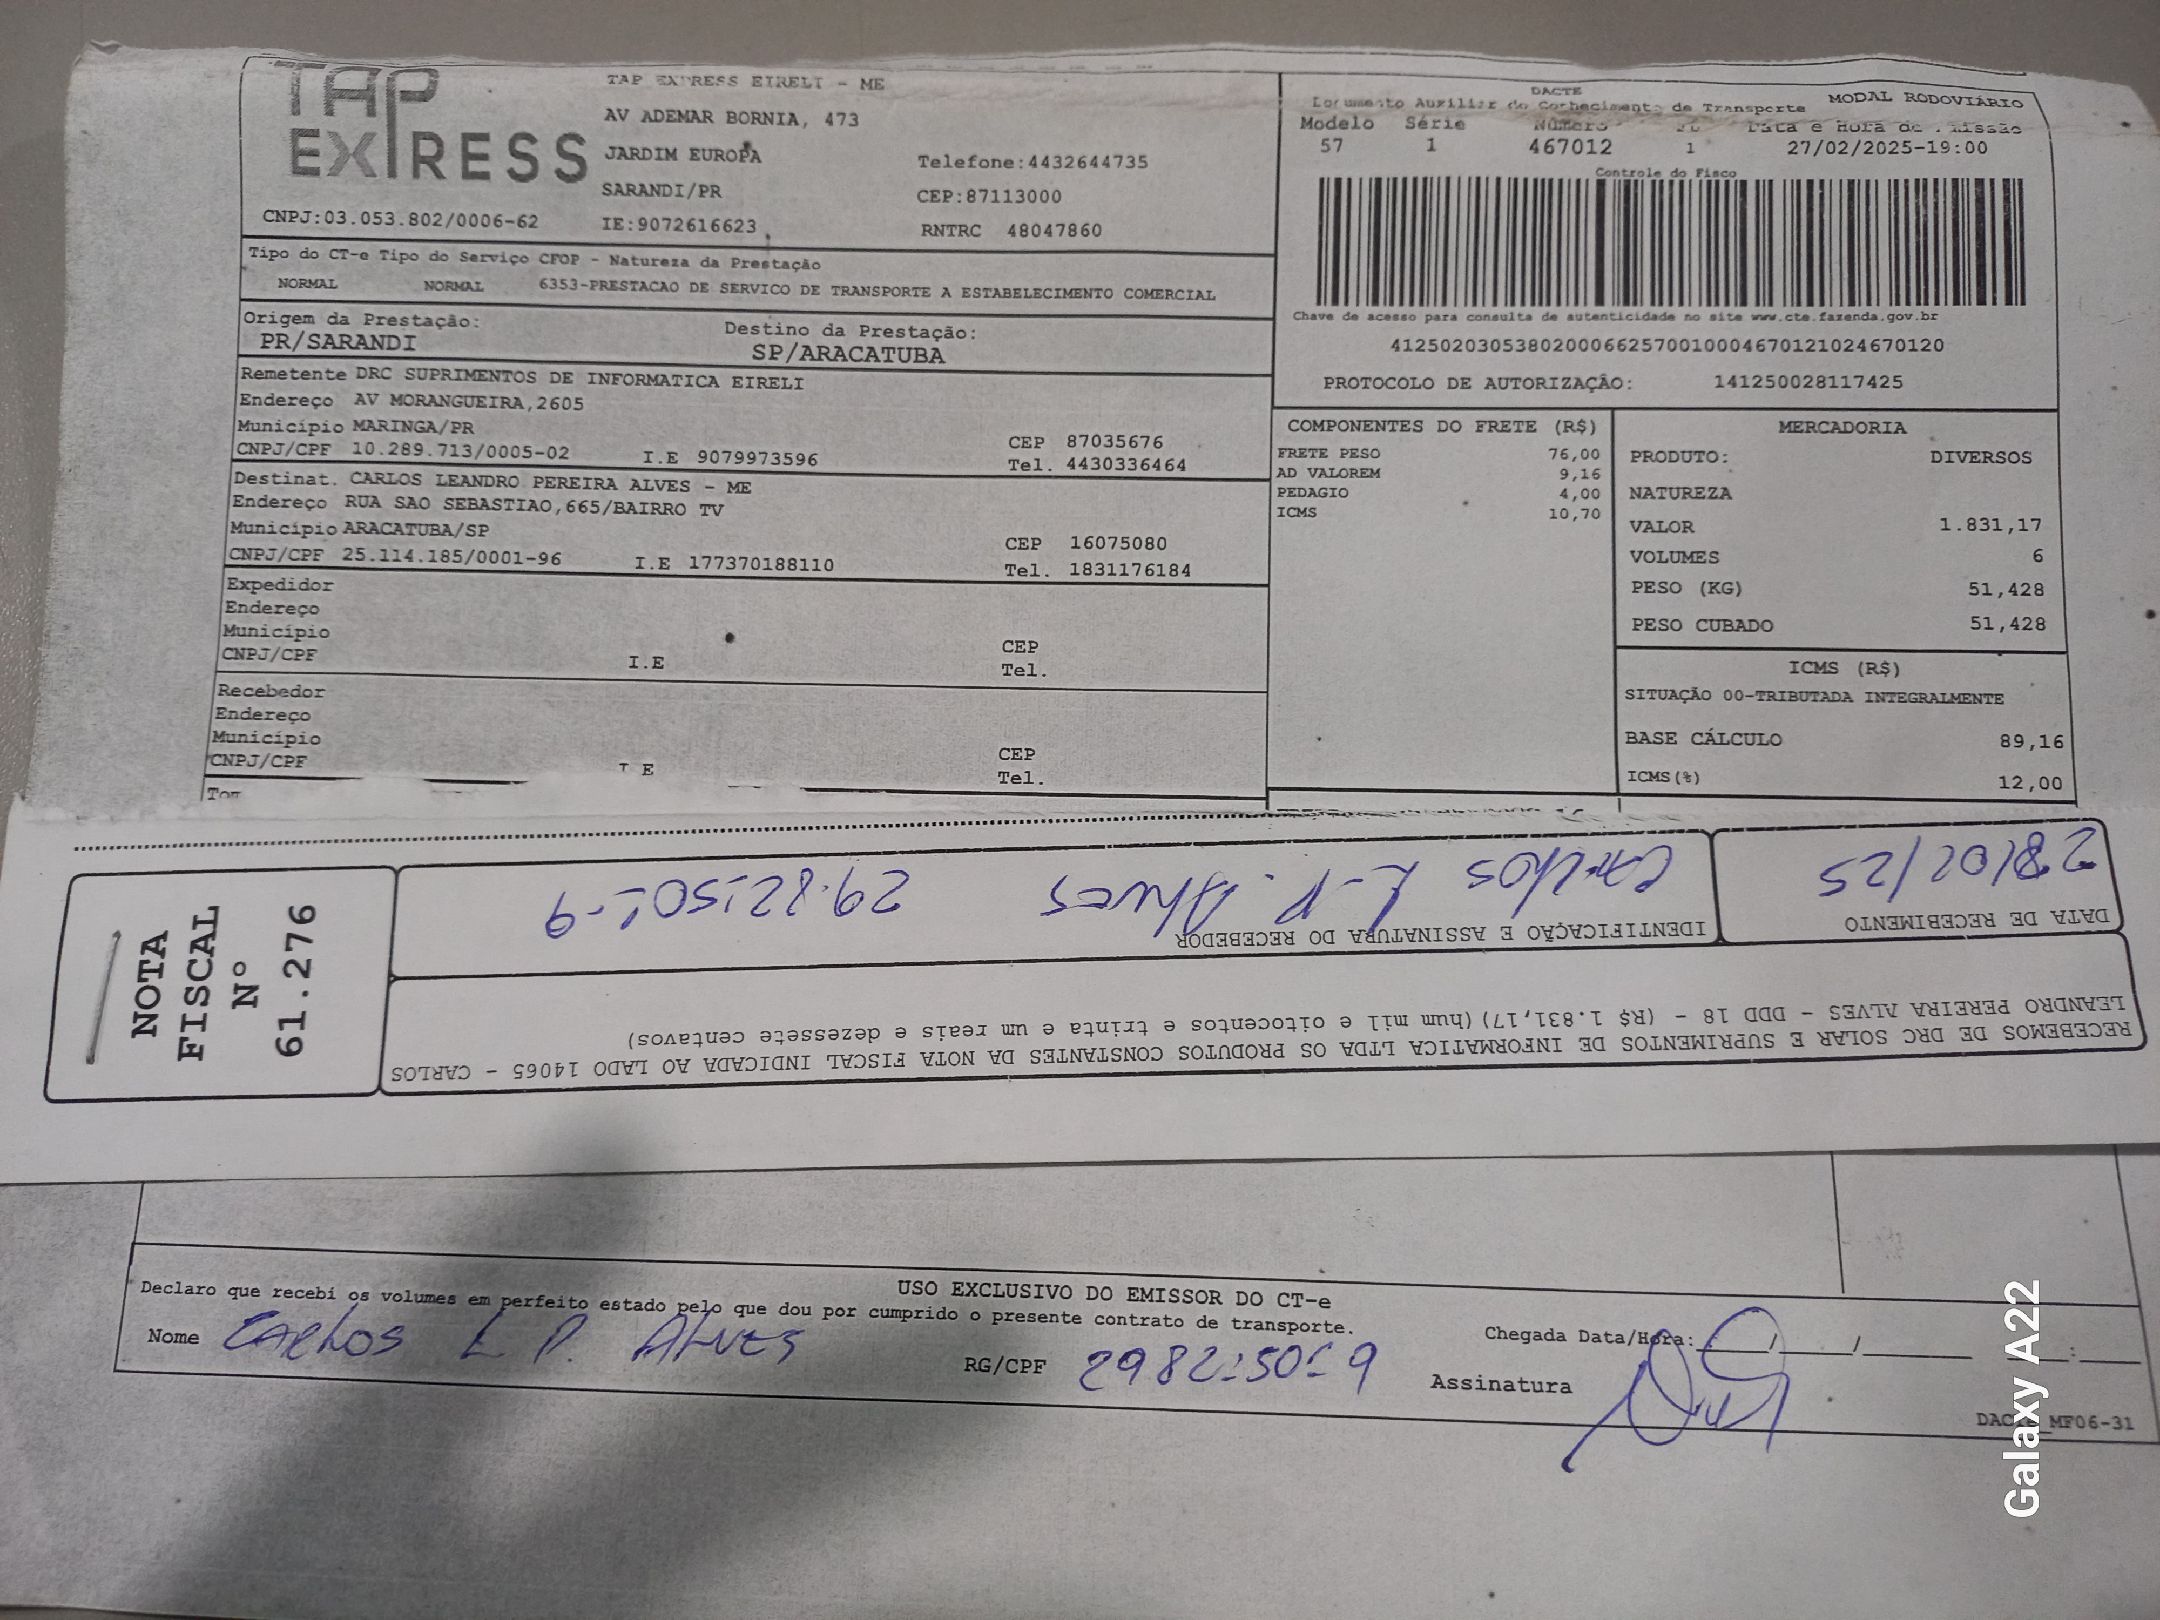 TAP EXPRESS
TAP EXPRESS EIRELI - ME
AV ADEMAR BORNIA, 473
JARDIM EUROPA
Telefone:4432644735
SARANDI/PR
CEP:87113000
CNPJ:03.053.802/0006-62
IE:9072616623
RNTRC 48047860
DACTE
Documento Auxiliar do Conhecimento de Transporte
MODAL RODOVIÁRIO
Modelo Série Número Data e Hora de Emissão
57 1 467012 1 27/02/2025-19:00
Controle do Fisco
Chave de acesso para consulta de autenticidade no site www.cte.fazenda.gov.br
41250203053802000662570010004670121024670120
PROTOCOLO DE AUTORIZAÇÃO: 141250028117425
Tipo do CT-e Tipo do Serviço CFOP - Natureza da Prestação
NORMAL NORMAL 6353-PRESTACAO DE SERVICO DE TRANSPORTE A ESTABELECIMENTO COMERCIAL
Origem da Prestação: Destino da Prestação:
PR/SARANDI SP/ARACATUBA
Remetente DRC SUPRIMENTOS DE INFORMATICA EIRELI
Endereço AV MORANGUEIRA,2605
Município MARINGA/PR CEP 87035676
CNPJ/CPF 10.289.713/0005-02 I.E 9079973596 Tel. 4430336464
Destinat. CARLOS LEANDRO PEREIRA ALVES - ME
Endereço RUA SAO SEBASTIAO,665/BAIRRO TV
Município ARACATUBA/SP CEP 16075080
CNPJ/CPF 25.114.185/0001-96 I.E 177370188110 Tel. 1831176184
Expedidor
Endereço
Município CEP
CNPJ/CPF I.E Tel.
Recebedor
Endereço
Município CEP
CNPJ/CPF I E Tel.
COMPONENTES DO FRETE (R$)
FRETE PESO 76,00
AD VALOREM 9,16
PEDAGIO 4,00
ICMS 10,70
MERCADORIA
PRODUTO: DIVERSOS
NATUREZA
VALOR 1.831,17
VOLUMES 6
PESO (KG) 51,428
PESO CUBADO 51,428
ICMS (R$)
SITUAÇÃO 00-TRIBUTADA INTEGRALMENTE
BASE CÁLCULO 89,16
ICMS(%) 12,00
RECEBEMOS DE DRC SOLAR E SUPRIMENTOS DE INFORMATICA LTDA OS PRODUTOS CONSTANTES DA NOTA FISCAL INDICADA AO LADO 14065 - CARLOS
LEANDRO PEREIRA ALVES - DDD 18 - (R$ 1.831,17)(hum mil e oitocentos e trinta e um reais e dezessete centavos)
DATA DE RECEBIMENTO
28/02/25
IDENTIFICAÇÃO E ASSINATURA DO RECEBEDOR
Carlos L. P. Alves 29.82250-9
NOTA
FISCAL
Nº
61.276
USO EXCLUSIVO DO EMISSOR DO CT-e
Declaro que recebi os volumes em perfeito estado pelo que dou por cumprido o presente contrato de transporte.
Nome Carlos L P. Alves
RG/CPF
Chegada Data/Hora: / / :
Assinatura
MF06-31
Galaxy A22